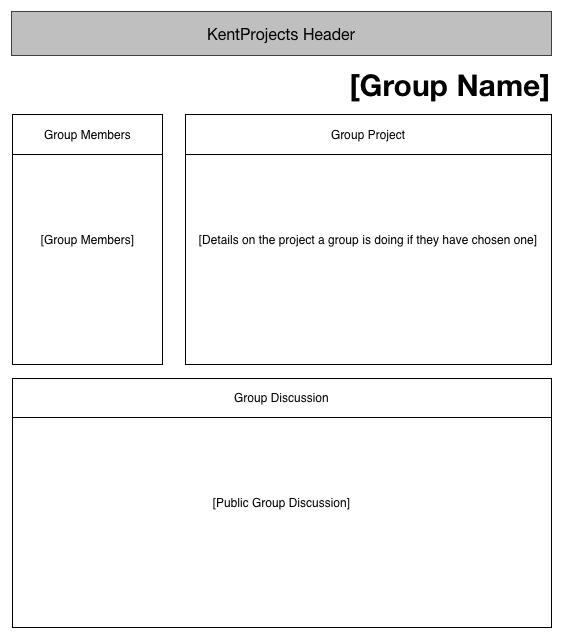 KentProjects Header
[Group Name]
Group Members
Group Project
[Group Members]
[Details on the project a group is doing if they have chosen one]
Group Discussion
[Public Group Discussion]